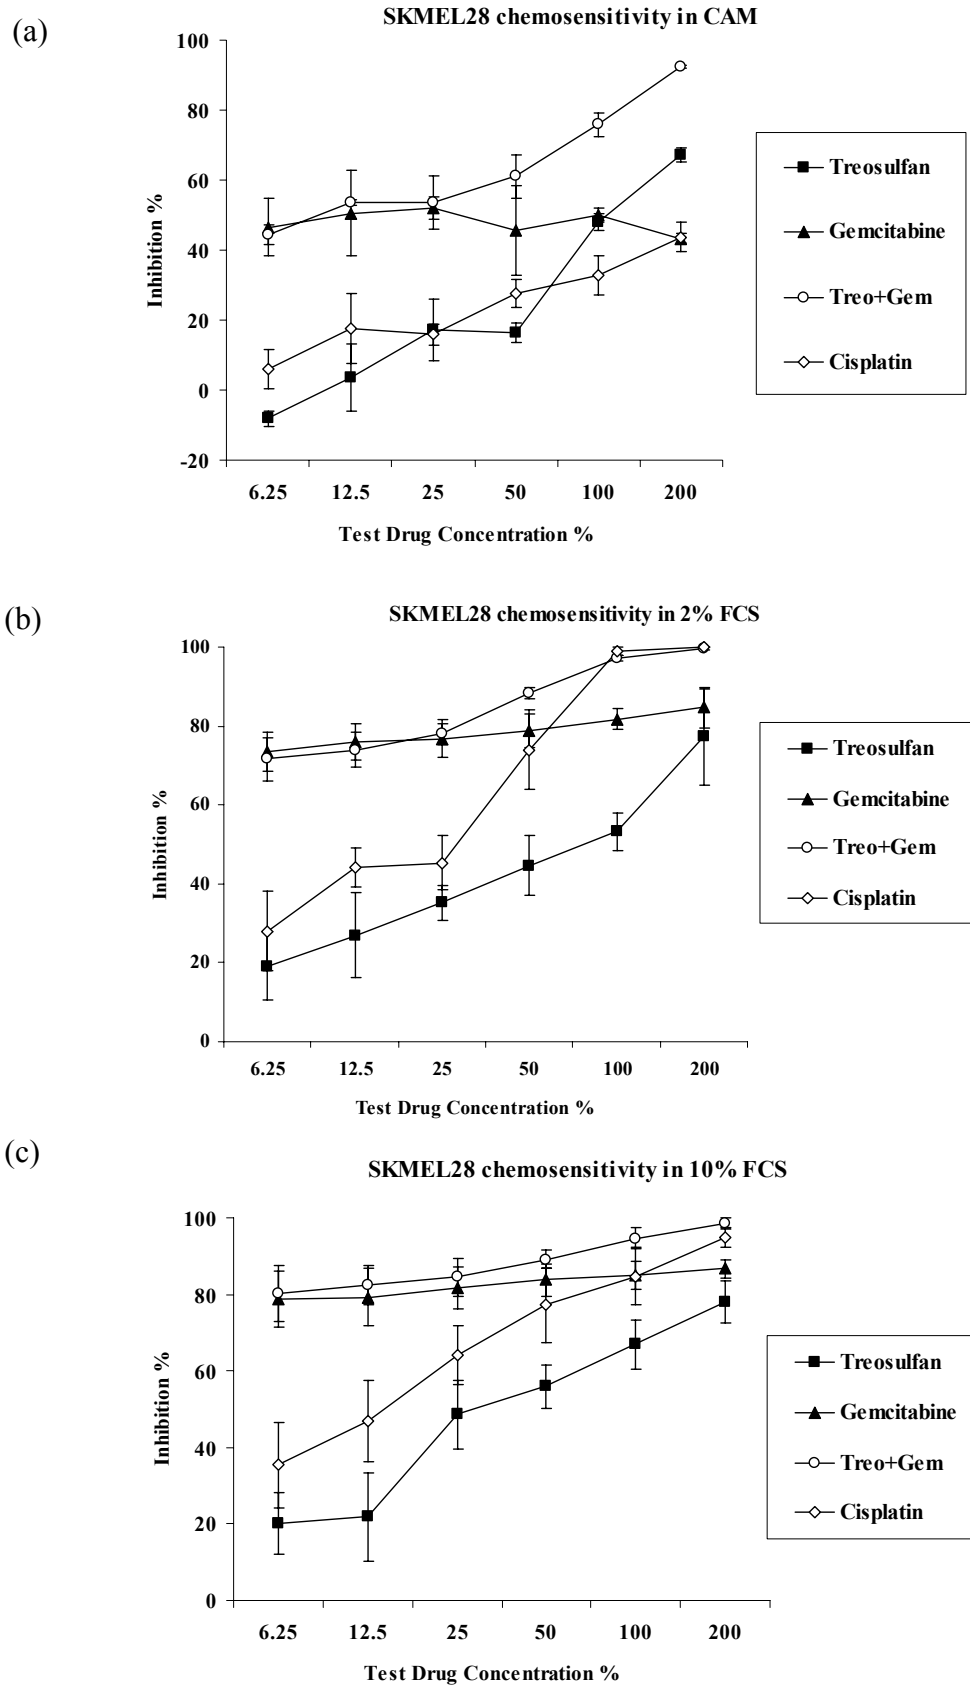 (a)
SKMEL28 chemosensitivity in CAM
100
80
60
40
20
0
-20
Inhibition %
6.25 12.5 25 50 100 200
Test Drug Concentration %
Treosulfan
Gemcitabine
Treo+Gem
Cisplatin
(b)
SKMEL28 chemosensitivity in 2% FCS
100
80
60
40
20
0
Inhibition %
6.25 12.5 25 50 100 200
Test Drug Concentration %
Treosulfan
Gemcitabine
Treo+Gem
Cisplatin
(c)
SKMEL28 chemosensitivity in 10% FCS
100
80
60
40
20
0
Inhibition %
6.25 12.5 25 50 100 200
Test Drug Concentration %
Treosulfan
Gemcitabine
Treo+Gem
Cisplatin